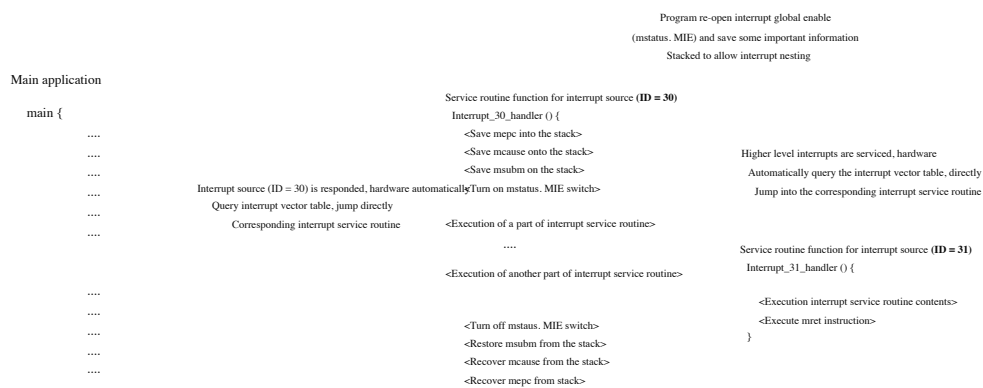 Program re-open interrupt global enable
(mstatus. MIE) and save some important information
Stacked to allow interrupt nesting
Main application
main {
....
....
....
....
....
....
....
....
....
....
....
Interrupt source (ID = 30) is responded, hardware automatically
Query interrupt vector table, jump directly
Corresponding interrupt service routine
Service routine function for interrupt source (ID = 30)
Interrupt_30_handler () {
<Save mepc into the stack>
<Save mcause onto the stack>
<Save msubm on the stack>
<Turn on mstatus. MIE switch>
<Execution of a part of interrupt service routine>
....
<Execution of another part of interrupt service routine>
<Turn off mstaus. MIE switch>
<Restore msubm from the stack>
<Recover mcause from the stack>
<Recover mepc from stack>
Higher level interrupts are serviced, hardware
Automatically query the interrupt vector table, directly
Jump into the corresponding interrupt service routine
Service routine function for interrupt source (ID = 31)
Interrupt_31_handler () {
<Execution interrupt service routine contents>
<Execute mret instruction>
}